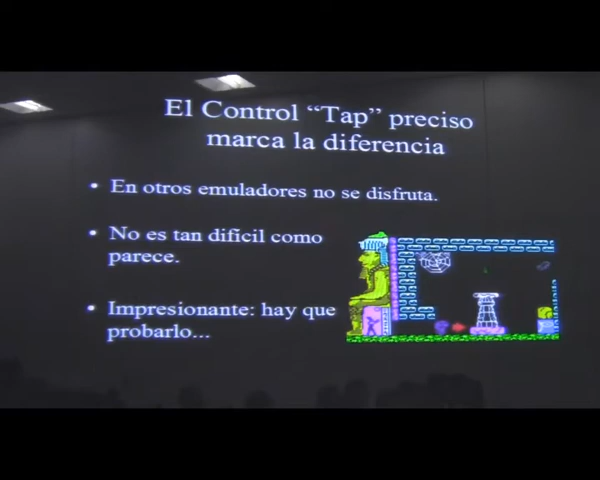 El Control “Tap” preciso
marca la diferencia
• En otros emuladores no se disfruta.
• No es tan dificil como
parece.
• Impresionante: hay que
probarlo...